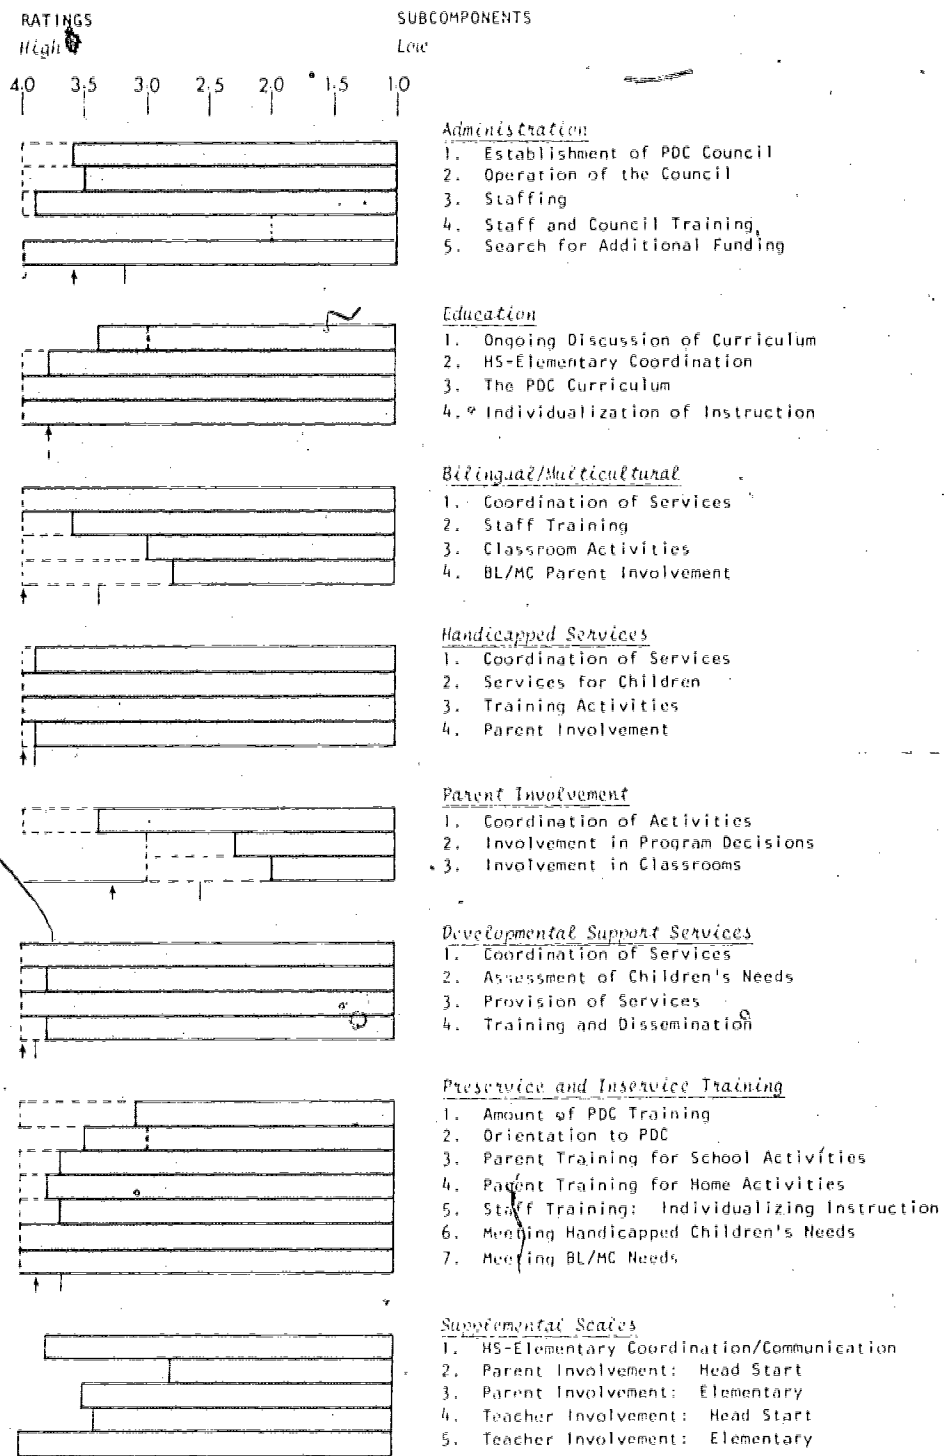 RATINGS SUBCOMPONENTS
High Low
4.0 3.5 3.0 2.5 2.0 1.5 1.0
Administration
1. Establishment of PDC Council
2. Operation of the Council
3. Staffing
4. Staff and Council Training
5. Search for Additional Funding
Education
1. Ongoing Discussion of Curriculum
2. HS-Elementary Coordination
3. The PDC Curriculum
4. Individualization of Instruction
Bilingual/Multicultural
1. Coordination of Services
2. Staff Training
3. Classroom Activities
4. BL/MC Parent Involvement
Handicapped Services
1. Coordination of Services
2. Services for Children
3. Training Activities
4. Parent Involvement
Parent Involvement
1. Coordination of Activities
2. Involvement in Program Decisions
3. Involvement in Classrooms
Developmental Support Services
1. Coordination of Services
2. Assessment of Children's Needs
3. Provision of Services
4. Training and Dissemination
Preservice and Inservice Training
1. Amount of PDC Training
2. Orientation to PDC
3. Parent Training for School Activities
4. Parent Training for Home Activities
5. Staff Training: Individualizing Instruction
6. Meeting Handicapped Children's Needs
7. Meeting BL/MC Needs
Supplemental Scales
1. HS-Elementary Coordination/Communication
2. Parent Involvement: Head Start
3. Parent Involvement: Elementary
4. Teacher Involvement: Head Start
5. Teacher Involvement: Elementary